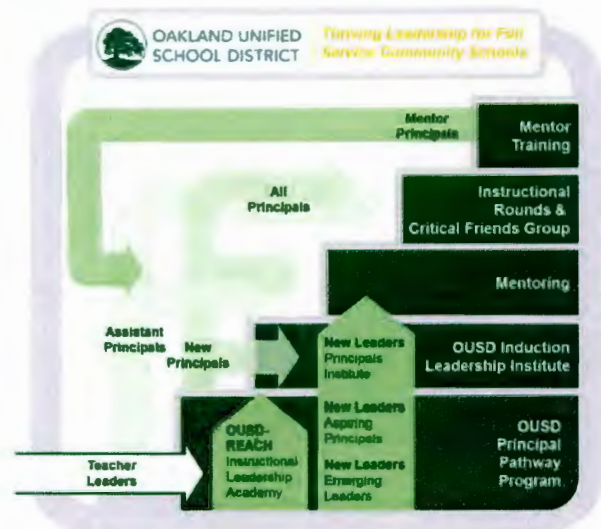 OAKLAND UNIFIED
SCHOOL DISTRICT
Thriving Leadership for Full
Service Community Schools
Mentor
Principals
Mentor
Training
All
Principals
Instructional
Rounds &
Critical Friends Group
Mentoring
Assistant
Principals
New
Principals
New Leaders
Principals
Institute
OUSD Induction
Leadership Institute
OUSD-
REACH
Instructional
Leadership
Academy
New Leaders
Aspiring
Principals
New Leaders
Emerging
Leaders
OUSD
Principal
Pathway
Program
Teacher
Leaders